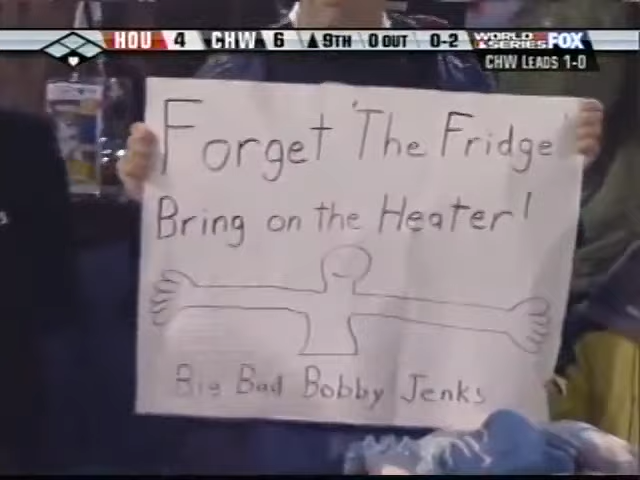 HOU 4 CHW 6 ▲9TH 0 OUT 0-2 WORLD SERIES FOX
CHW LEADS 1-0
Forget 'The Fridge'
Bring on the Heater!
Big Bad Bobby Jenks